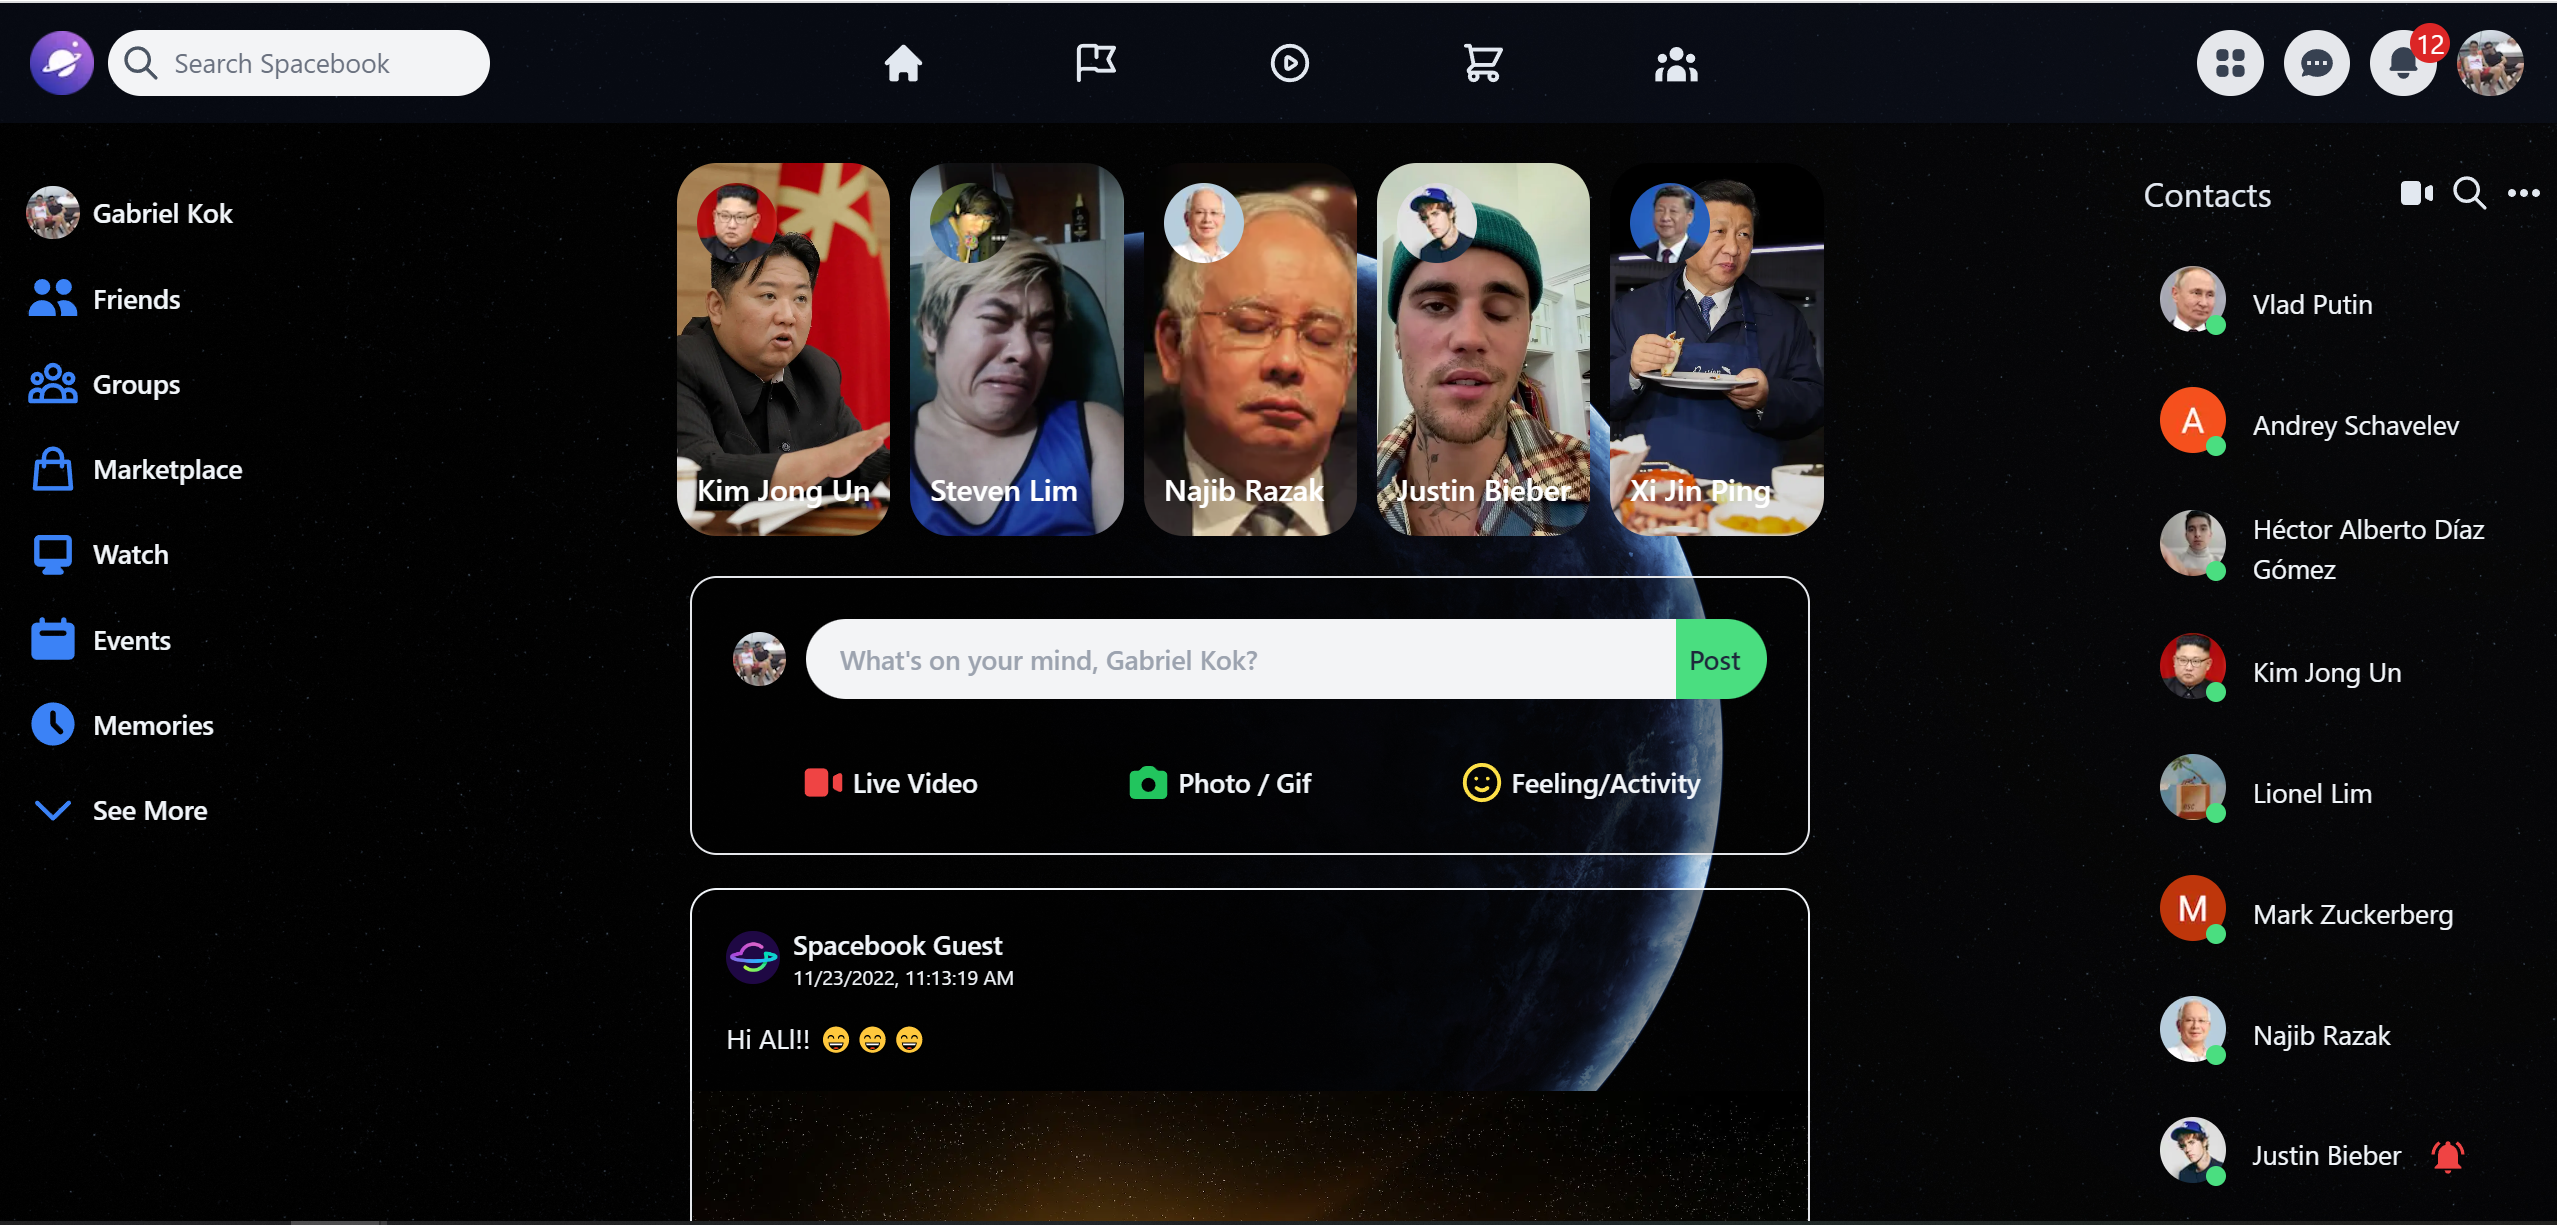 Search Spacebook
12
Gabriel Kok
Friends
Groups
Marketplace
Watch
Events
Memories
See More
Kim Jong Un
Steven Lim
Najib Razak
Justin Bieber
Xi Jin Ping
What's on your mind, Gabriel Kok?
Post
Live Video
Photo / Gif
Feeling/Activity
Spacebook Guest
11/23/2022, 11:13:19 AM
Hi ALl!! 😄 😄 😄
Contacts
Vlad Putin
A
Andrey Schavelev
Héctor Alberto Díaz
Gómez
Kim Jong Un
Lionel Lim
M
Mark Zuckerberg
Najib Razak
Justin Bieber